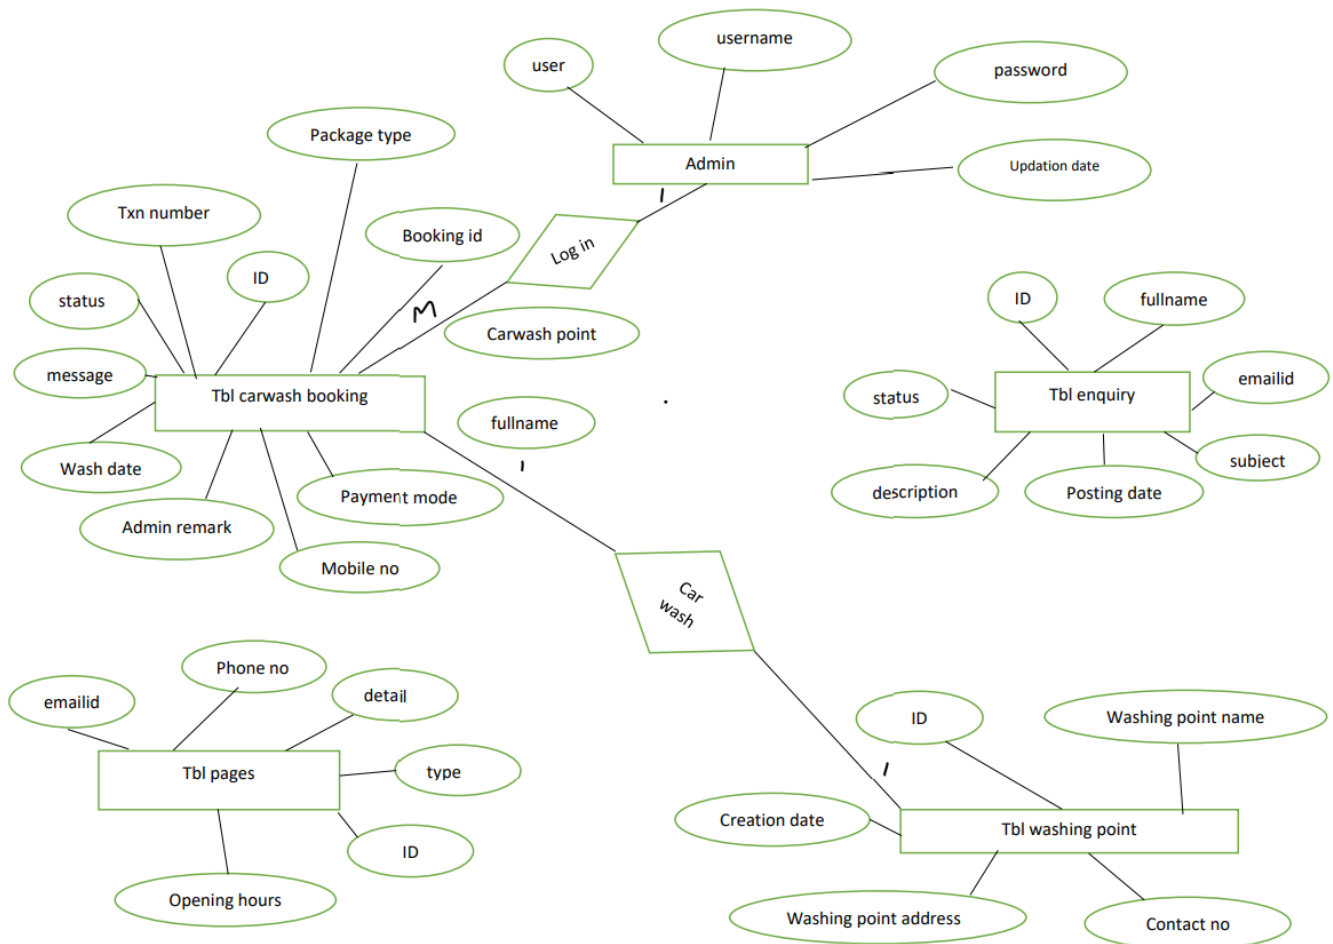 username
user
password
Package type
Admin
Updation date
1
Txn number
Booking id
Log in
ID
status
ID
fullname
M
Carwash point
message
Tbl carwash booking
emailid
Tbl enquiry
status
fullname
subject
Wash date
1
Payment mode
description
Posting date
Admin remark
Mobile no
Car
wash
Phone no
emailid
detail
ID
Washing point name
Tbl pages
type
1
Creation date
Tbl washing point
ID
Opening hours
Washing point address
Contact no